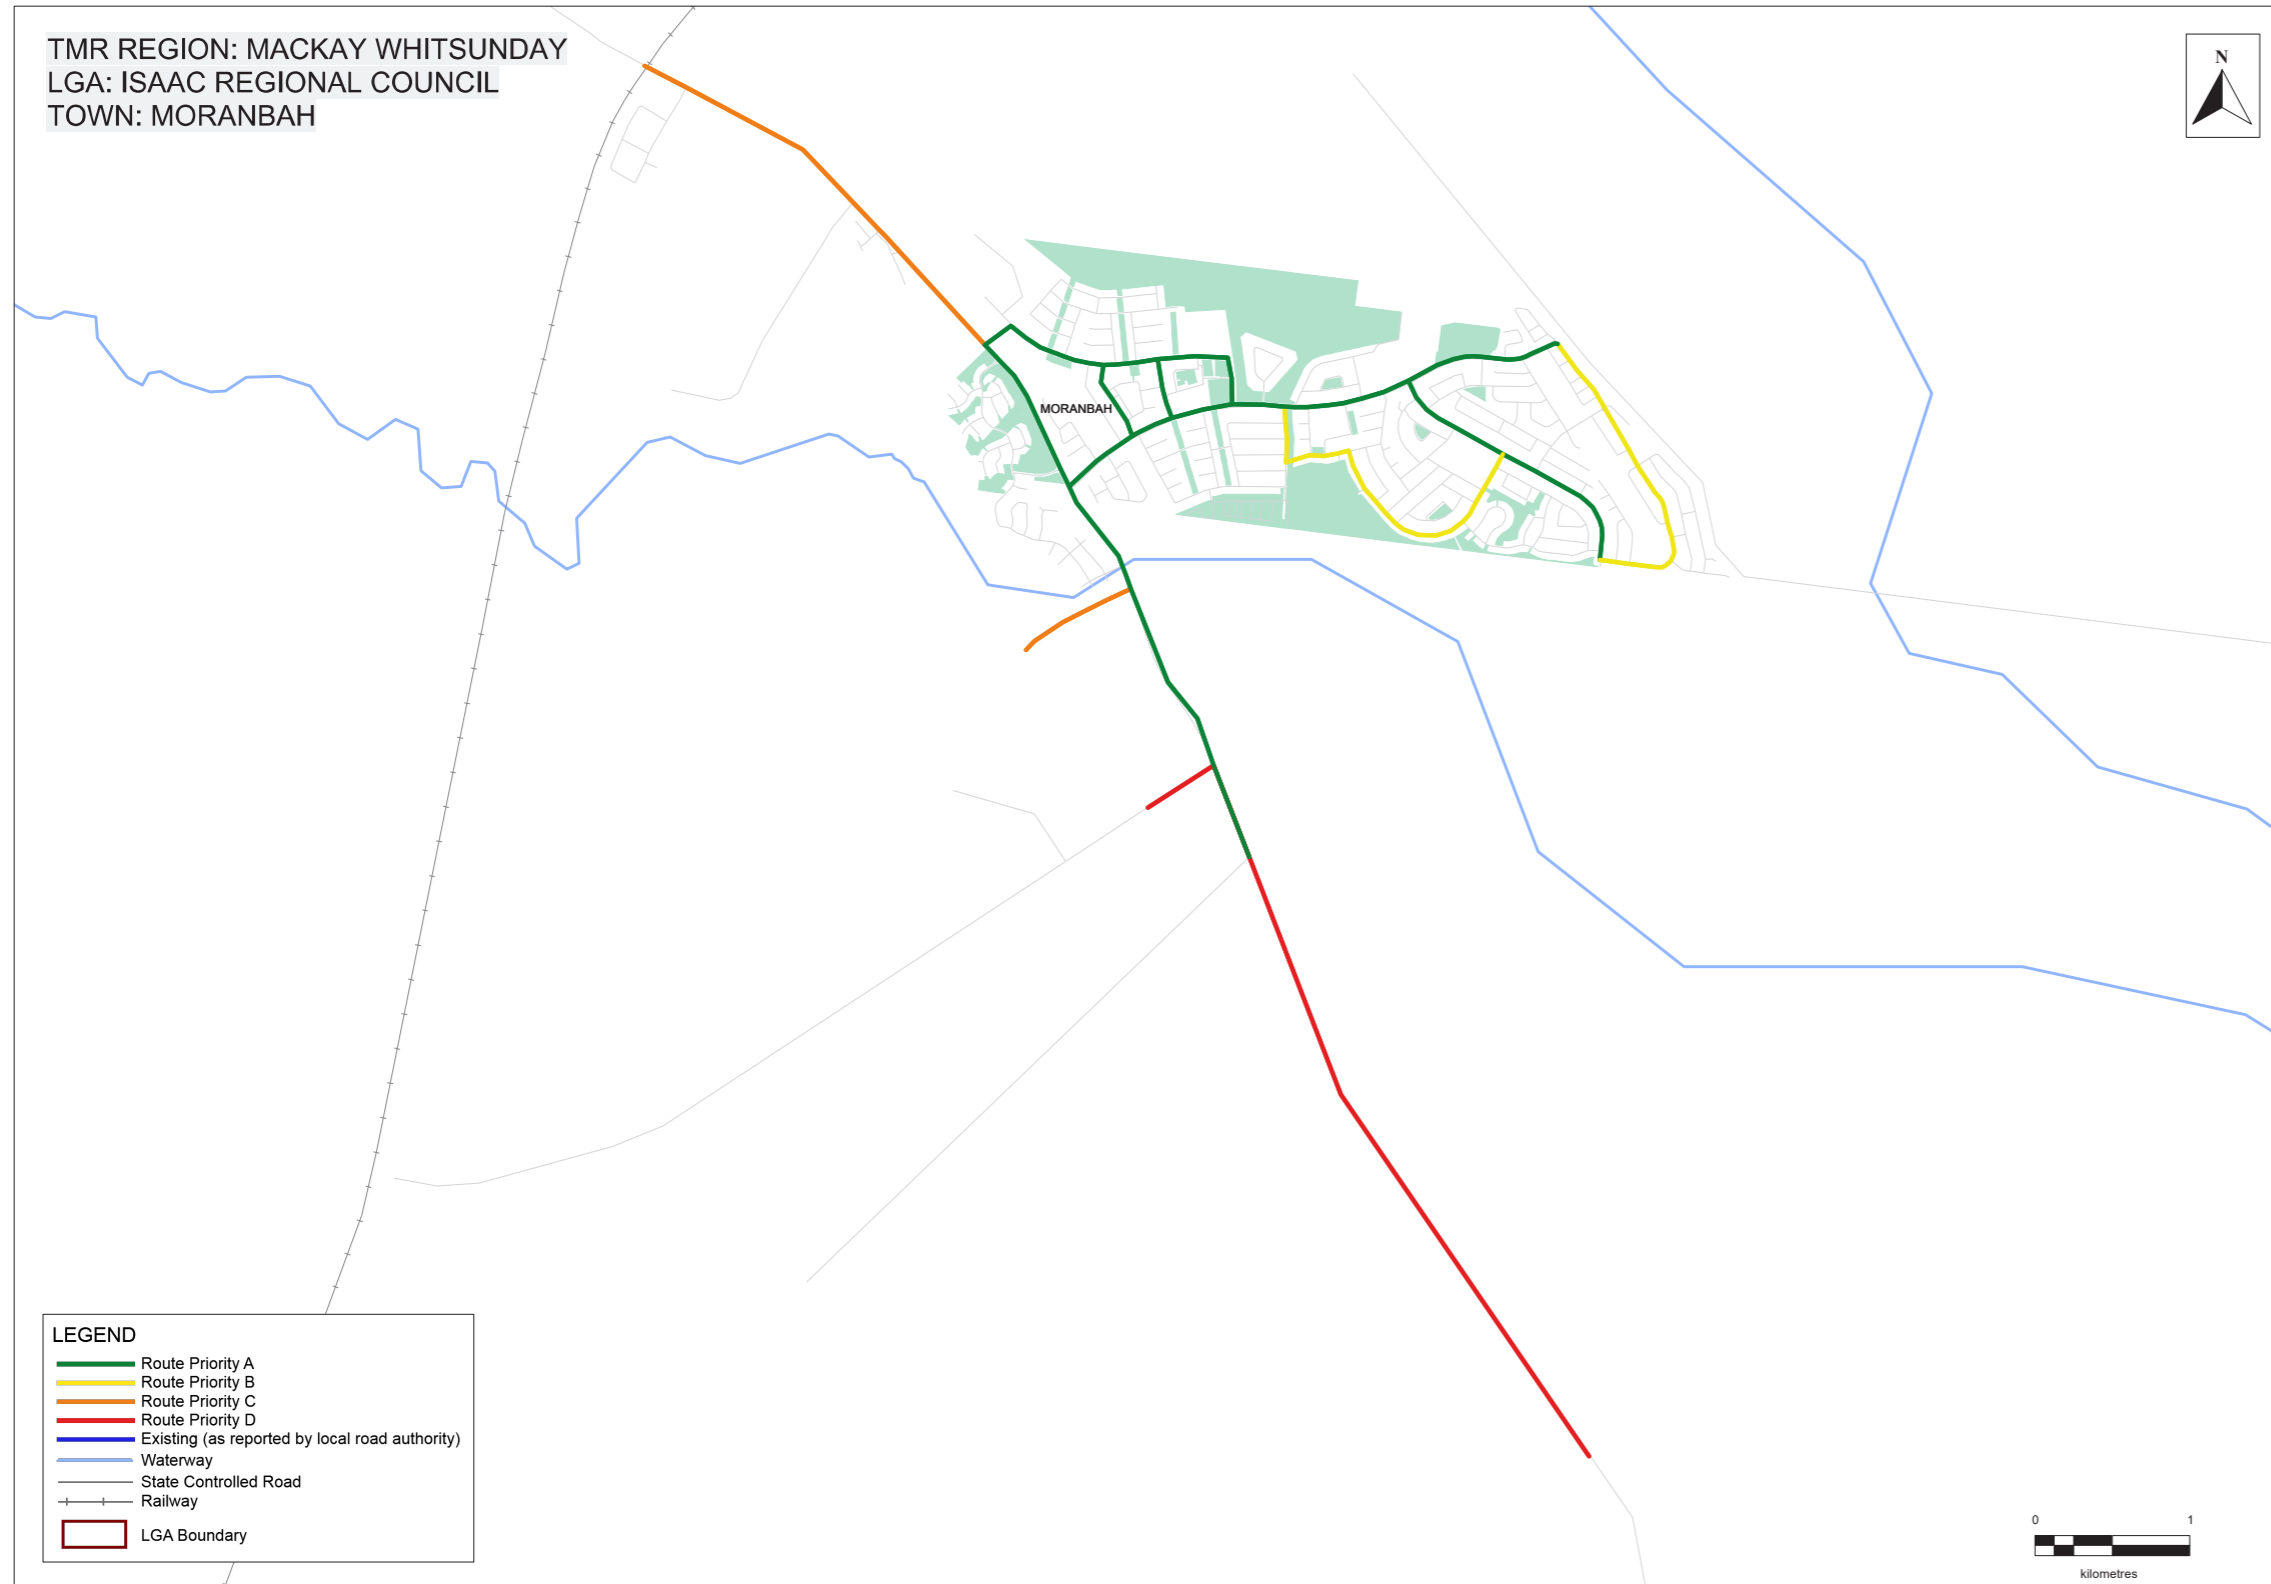 TMR REGION: MACKAY WHITSUNDAY
LGA: ISAAC REGIONAL COUNCIL
TOWN: MORANBAH
N
MORANBAH
LEGEND
Route Priority A
Route Priority B
Route Priority C
Route Priority D
Existing (as reported by local road authority)
Waterway
State Controlled Road
Railway
LGA Boundary
0 1
kilometres